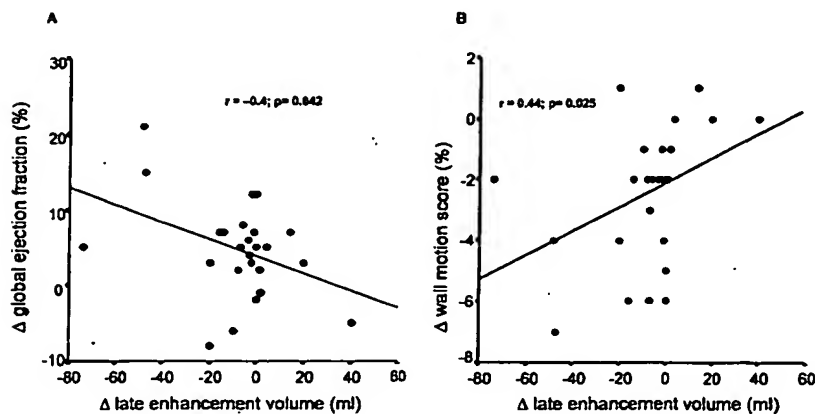 A
30
20
10
0
-10
Δ global ejection fraction (%)
r = -0.4; p= 0.042
-80 -60 -40 -20 0 20 40 60
Δ late enhancement volume (ml)
B
2
0
-2
-4
-6
-8
Δ wall motion score (%)
r = 0.44; p= 0.025
-80 -60 -40 -20 0 20 40 60
Δ late enhancement volume (ml)